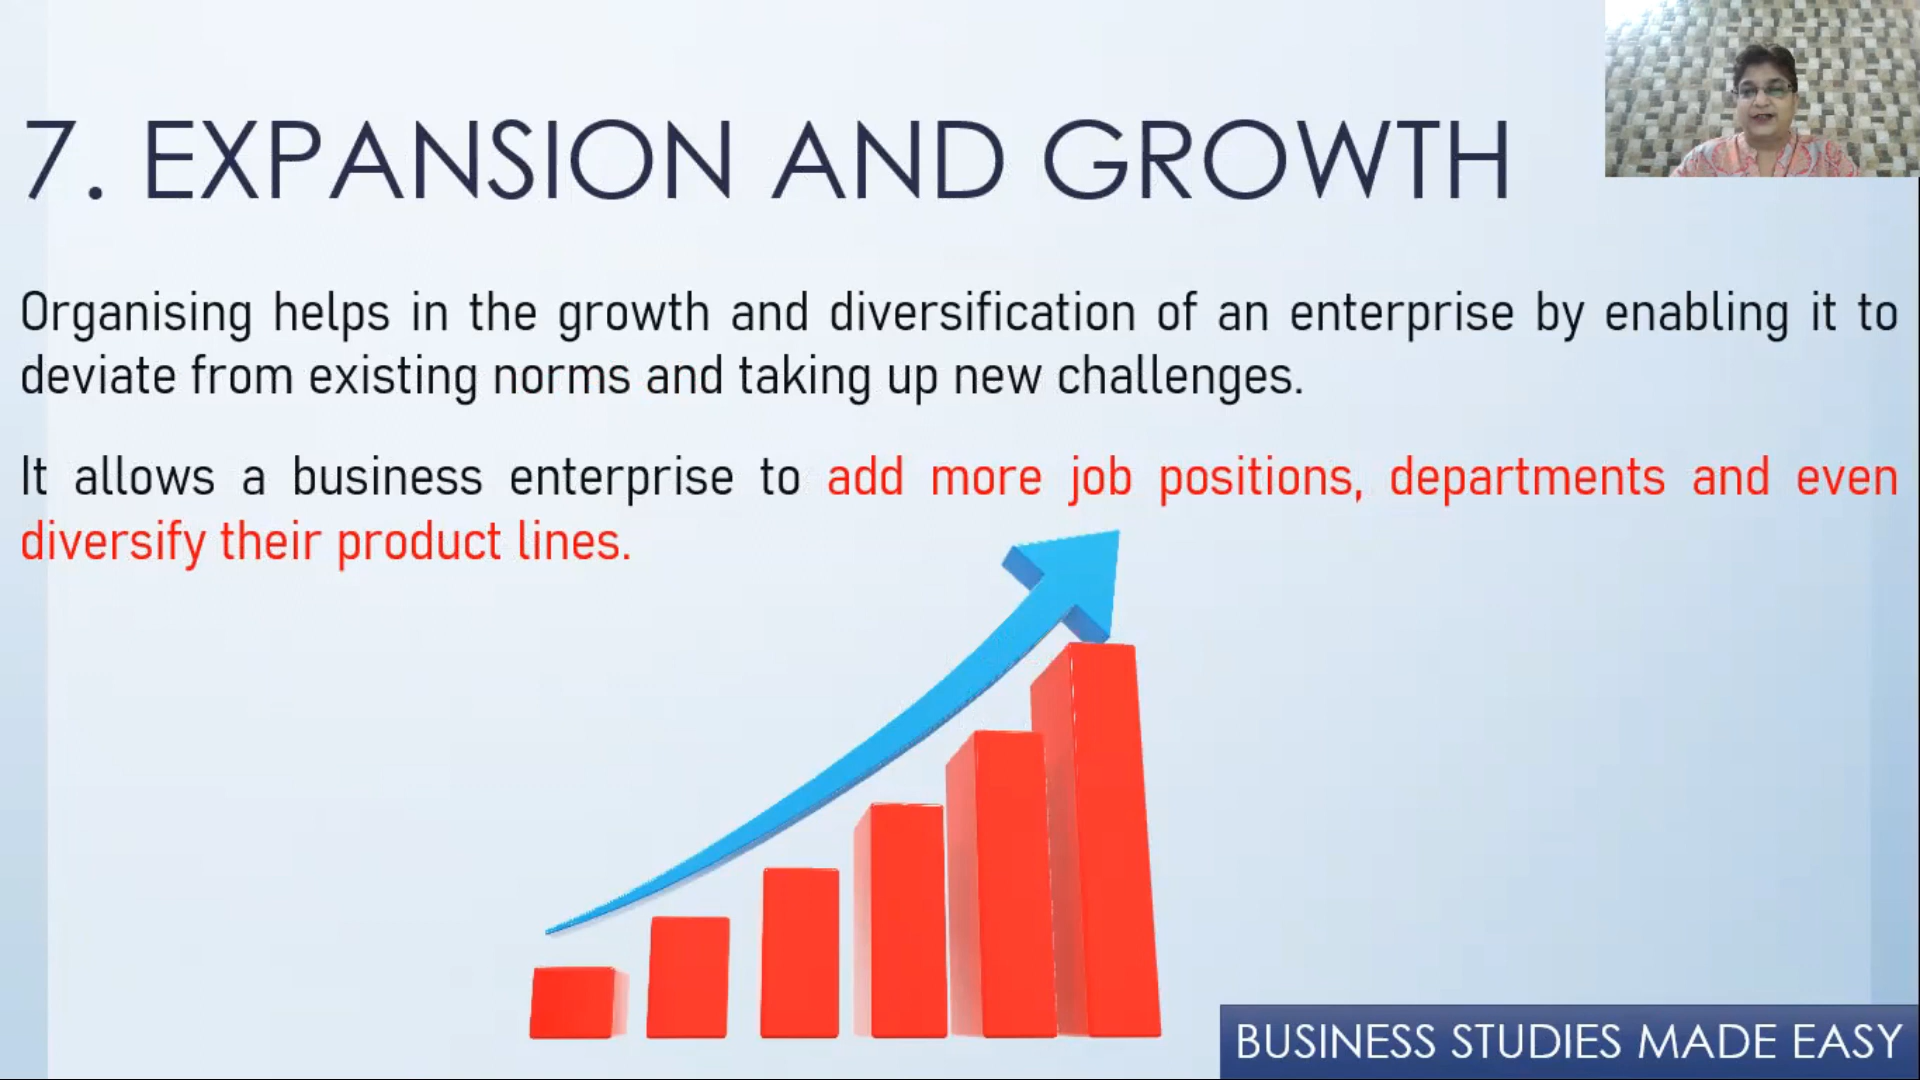 7. EXPANSION AND GROWTH
Organising helps in the growth and diversification of an enterprise by enabling it to
deviate from existing norms and taking up new challenges.
It allows a business enterprise to add more job positions, departments and even
diversify their product lines.
BUSINESS STUDIES MADE EASY